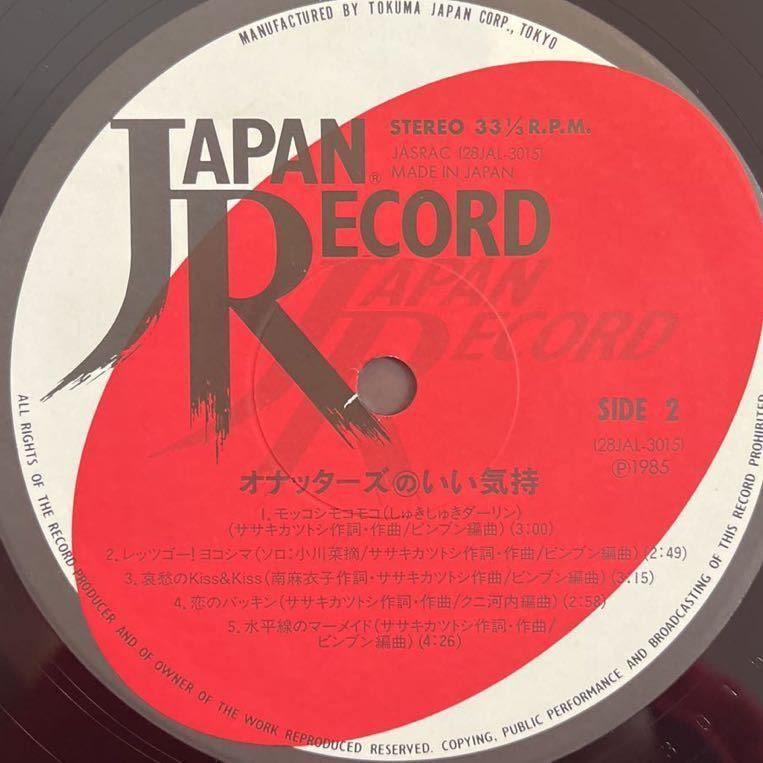 MANUFACTURED BY TOKUMA JAPAN CORP., TOKYO
JAPAN®
RECORD
STEREO 33⅓ R.P.M.
JASRAC (28JAL-3015)
MADE IN JAPAN
JAPAN
RECORD
SIDE 2
(28JAL-3015)
Ⓟ1985
オナッターズのいい気持
1. モッコシモコモコ(しゅきしゅきダーリン)
(ササキカツトシ作詞・作曲/ビンブン編曲) (3:00)
2. レッツゴー!ヨコシマ(ソロ:小川菜摘/ササキカツトシ作詞・作曲/ビンブン編曲) (2:49)
3. 哀愁のKiss&Kiss(南麻衣子作詞・ササキカツトシ作曲/ビンブン編曲) (3:15)
4. 恋のバッキン(ササキカツトシ作詞・作曲/クニ河内編曲) (2:58)
5. 水平線のマーメイド(ササキカツトシ作詞・作曲/
ビンブン編曲) (4:26)
ALL RIGHTS OF THE RECORD PRODUCER AND OF OWNER OF THE WORK REPRODUCED RESERVED. COPYING, PUBLIC PERFORMANCE AND BROADCASTING OF THIS RECORD PROHIBITED